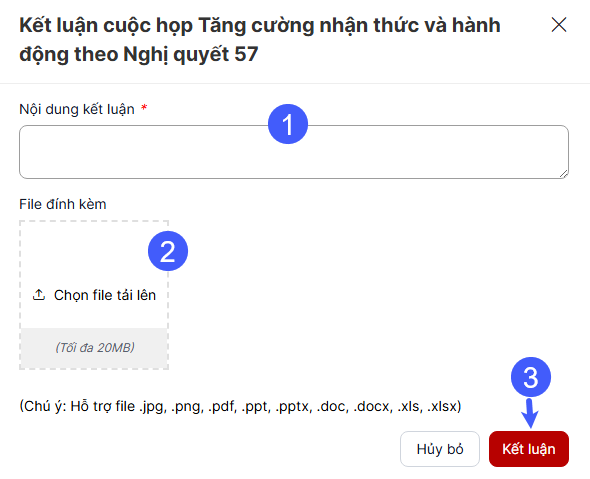 Kết luận cuộc họp Tăng cường nhận thức và hành
động theo Nghị quyết 57
Nội dung kết luận *
1
File đính kèm
2
Chọn file tải lên
(Tối đa 20MB)
3
(Chú ý: Hỗ trợ file .jpg, .png, .pdf, .ppt, .pptx, .doc, .docx, .xls, .xlsx)
Hủy bỏ
Kết luận